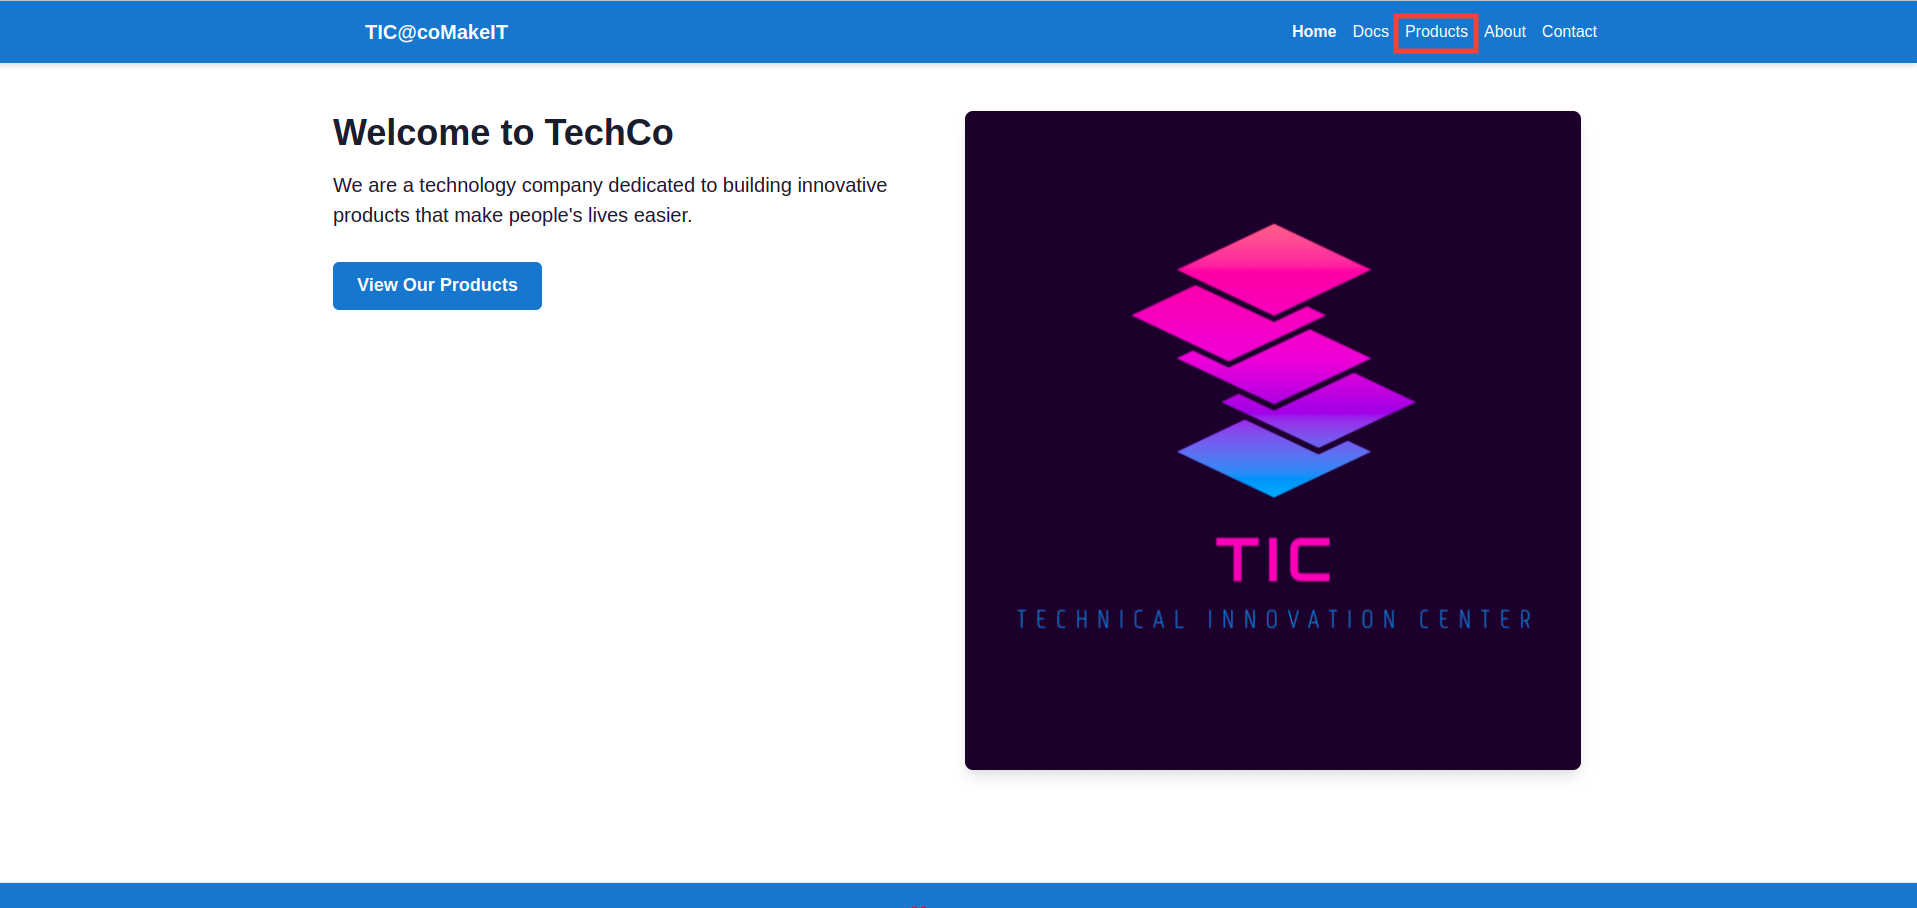 TIC@coMakeIT
Home Docs Products About Contact
Welcome to TechCo
We are a technology company dedicated to building innovative
products that make people's lives easier.
View Our Products
TIC
TECHNICAL INNOVATION CENTER